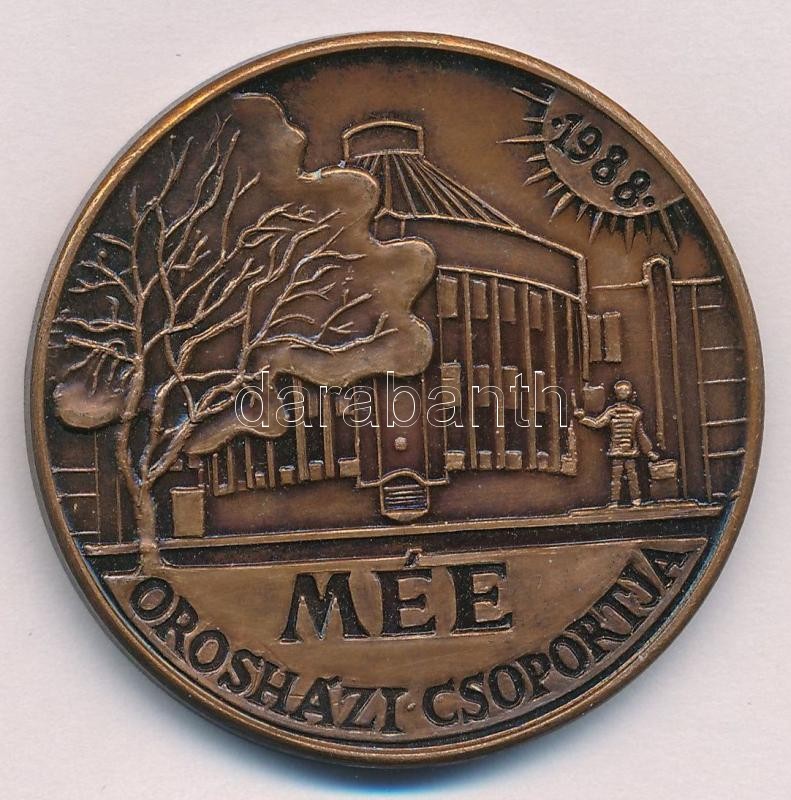 ·1988·
darabanth
MÉE
OROSHÁZI·CSOPORTJA